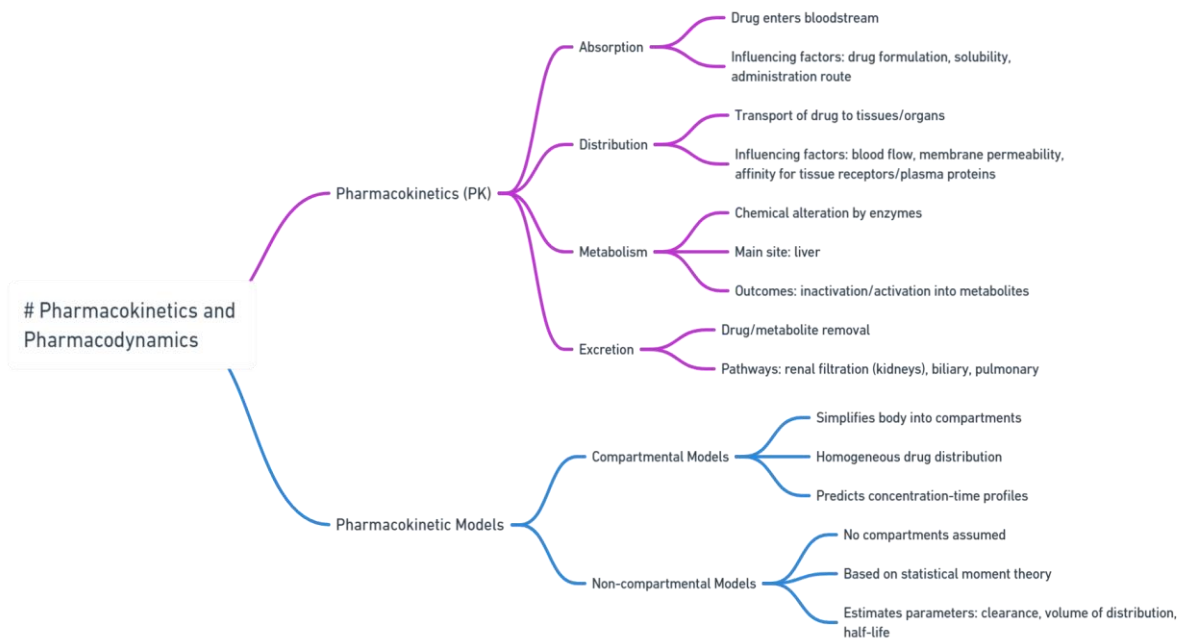 # Pharmacokinetics and
Pharmacodynamics
Pharmacokinetics (PK)
Absorption
Drug enters bloodstream
Influencing factors: drug formulation, solubility,
administration route
Distribution
Transport of drug to tissues/organs
Influencing factors: blood flow, membrane permeability,
affinity for tissue receptors/plasma proteins
Metabolism
Chemical alteration by enzymes
Main site: liver
Outcomes: inactivation/activation into metabolites
Excretion
Drug/metabolite removal
Pathways: renal filtration (kidneys), biliary, pulmonary
Pharmacokinetic Models
Compartmental Models
Simplifies body into compartments
Homogeneous drug distribution
Predicts concentration-time profiles
Non-compartmental Models
No compartments assumed
Based on statistical moment theory
Estimates parameters: clearance, volume of distribution,
half-life